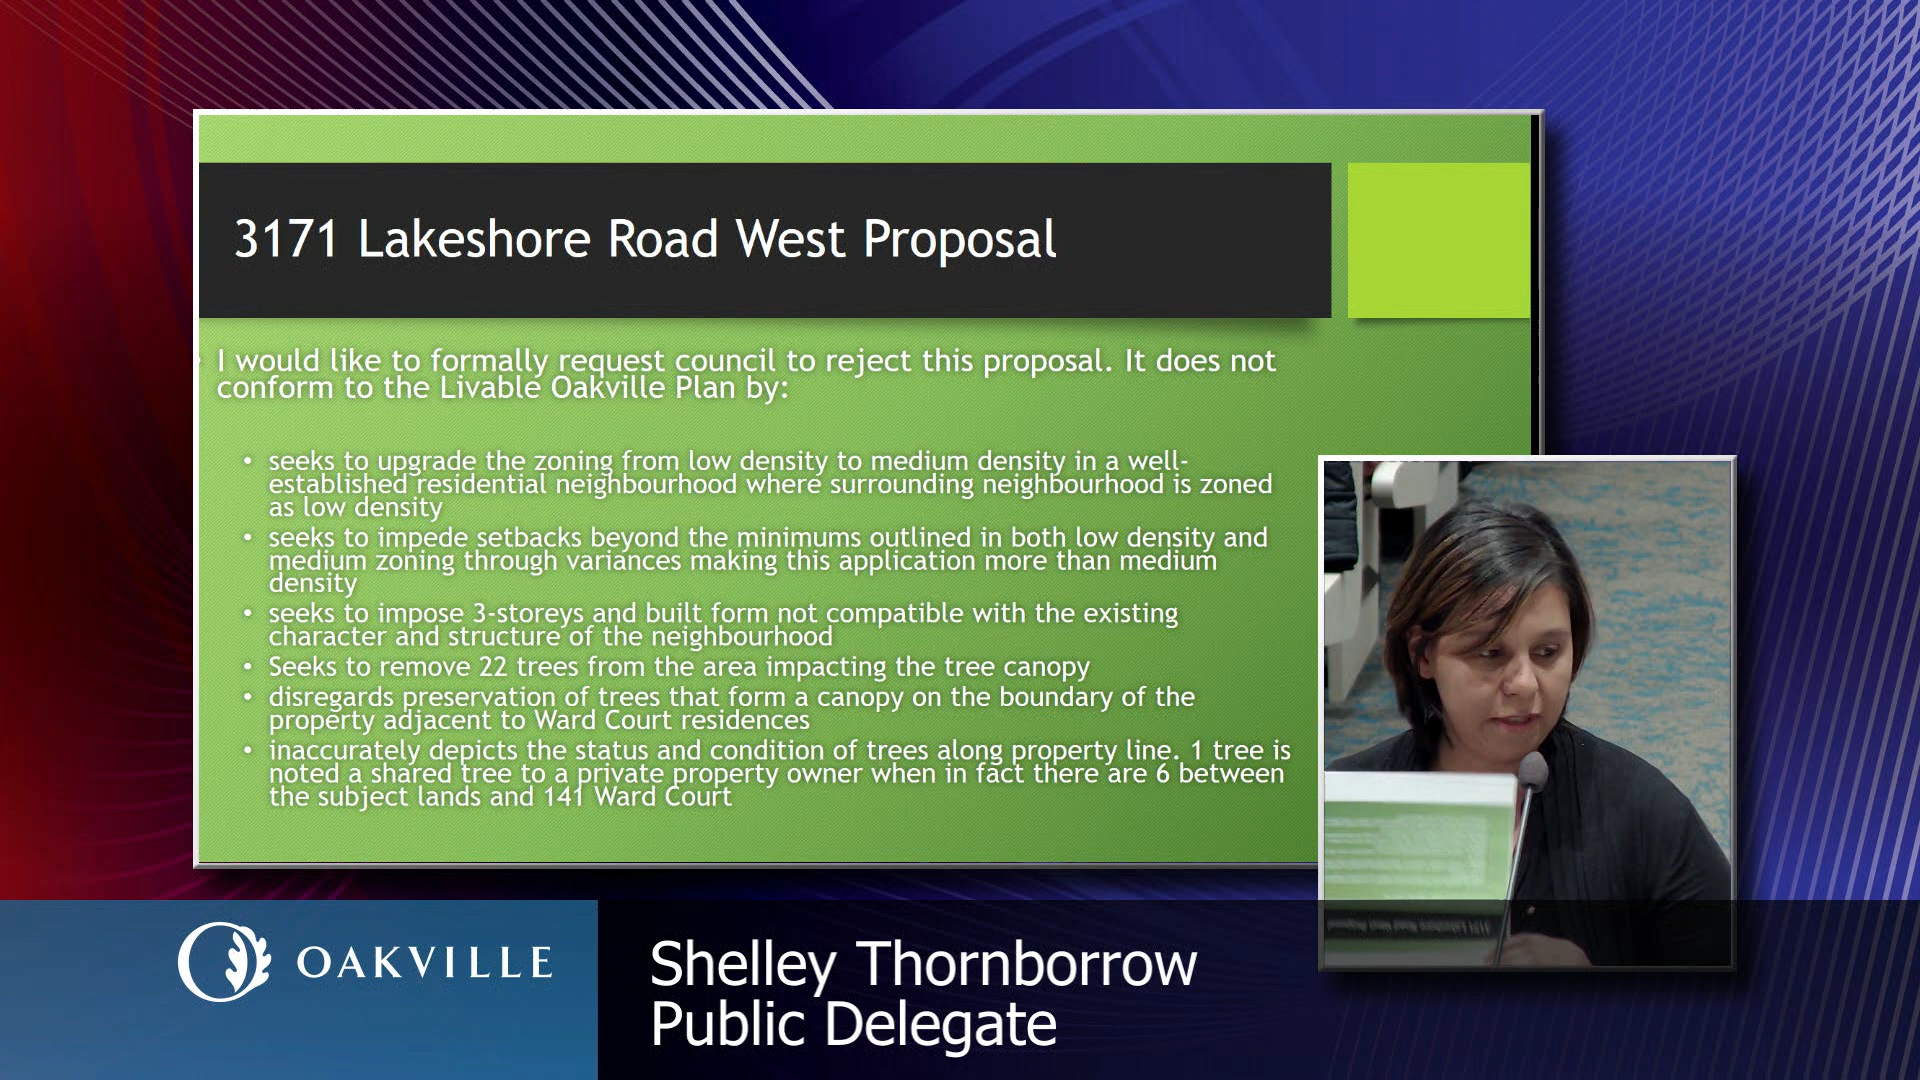 3171 Lakeshore Road West Proposal
I would like to formally request council to reject this proposal. It does not
conform to the Livable Oakville Plan by:
• seeks to upgrade the zoning from low density to medium density in a well-
established residential neighbourhood where surrounding neighbourhood is zoned
as low density
• seeks to impede setbacks beyond the minimums outlined in both low density and
medium zoning through variances making this application more than medium
density
• seeks to impose 3-storeys and built form not compatible with the existing
character and structure of the neighbourhood
• Seeks to remove 22 trees from the area impacting the tree canopy
• disregards preservation of trees that form a canopy on the boundary of the
property adjacent to Ward Court residences
• inaccurately depicts the status and condition of trees along property line. 1 tree is
noted a shared tree to a private property owner when in fact there are 6 between
the subject lands and 141 Ward Court
OAKVILLE
Shelley Thornborrow
Public Delegate